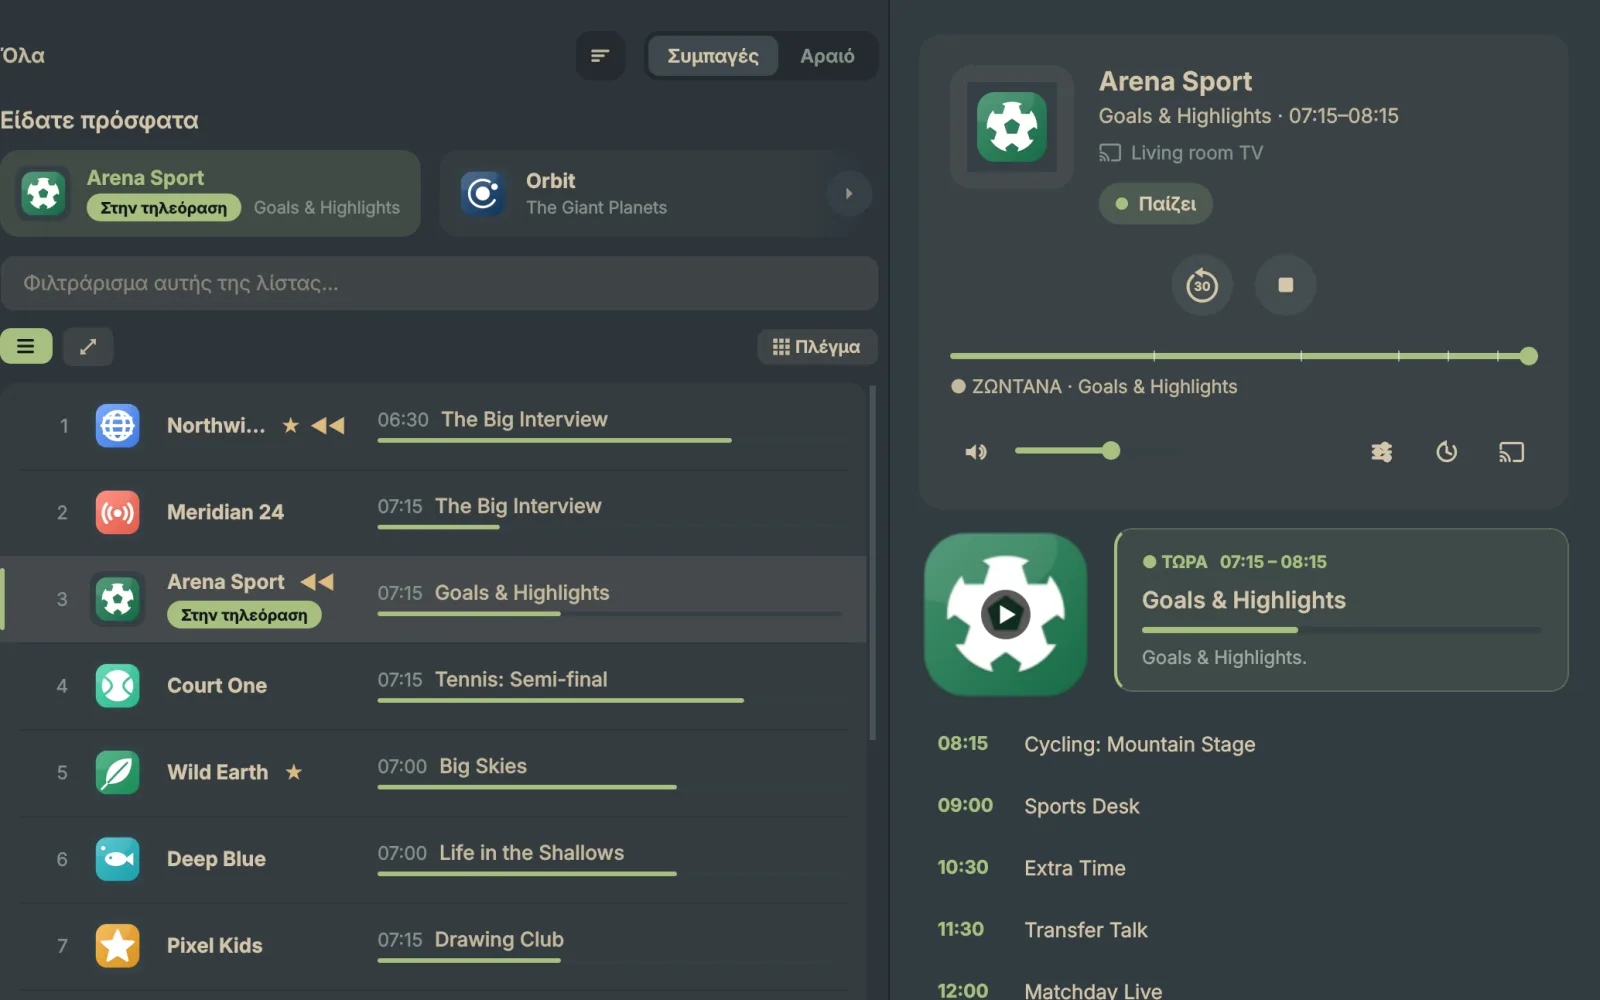 Όλα
Συμπαγές
Αραιό
Είδατε πρόσφατα
Arena Sport
Στην τηλεόραση
Goals & Highlights
Orbit
The Giant Planets
Φιλτράρισμα αυτής της λίστας...
Πλέγμα
1
Northwi...
06:30 The Big Interview
2
Meridian 24
07:15 The Big Interview
3
Arena Sport
Στην τηλεόραση
07:15 Goals & Highlights
4
Court One
07:15 Tennis: Semi-final
5
Wild Earth
07:00 Big Skies
6
Deep Blue
07:00 Life in the Shallows
7
Pixel Kids
07:15 Drawing Club
Arena Sport
Goals & Highlights · 07:15–08:15
Living room TV
Παίζει
30
ΖΩΝΤΑΝΑ · Goals & Highlights
ΤΩΡΑ 07:15 – 08:15
Goals & Highlights
Goals & Highlights.
08:15 Cycling: Mountain Stage
09:00 Sports Desk
10:30 Extra Time
11:30 Transfer Talk
12:00 Matchday Live